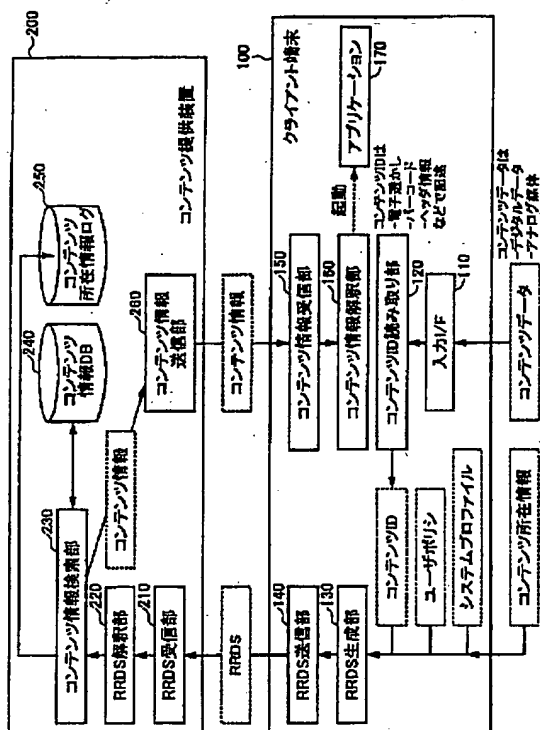 200
コンテンツ提供装置
230
コンテンツ情報検索部
240
コンテンツ
情報DB
250
コンテンツ
所在情報ログ
220
RRDS解釈部
コンテンツ情報
260
コンテンツ情報
送信部
210
RRDS受信部
RRDS
コンテンツ情報
100
クライアント端末
140
RRDS送信部
150
コンテンツ情報受信部
130
RRDS生成部
160
コンテンツ情報解釈部
起動
アプリケーション
170
コンテンツID
コンテンツID読み取り部
120
コンテンツIDは
-電子透かし
-バーコード
-ヘッダ情報
などで記述
ユーザポリシ
入力I/F
110
システムプロファイル
コンテンツ所在情報
コンテンツデータ
コンテンツデータは
-デジタルデータ
-アナログ媒体